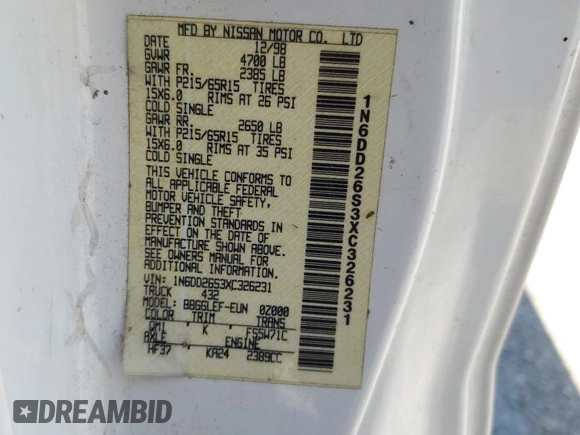 MFD BY NISSAN MOTOR CO. LTD
DATE 12/98
GVWR 4700 LB
GAWR FR. 2385 LB
WITH P215/65R15 TIRES
15X6.0 RIMS AT 26 PSI
COLD SINGLE
GAWR RR. 2650 LB
WITH P215/65R15 TIRES
15X6.0 RIMS AT 35 PSI
COLD SINGLE
THIS VEHICLE CONFORMS TO
ALL APPLICABLE FEDERAL
MOTOR VEHICLE SAFETY,
BUMPER AND THEFT
PREVENTION STANDARDS IN
EFFECT ON THE DATE OF
MANUFACTURE SHOWN ABOVE.
SEE OWNERS MANUAL FOR
ADDITIONAL INFORMATION.
VIN: 1N6DD26S3XC326231
TRUCK 432
MODEL: BBGSLEF-EUN 0Z000
COLOR TRIM TRANS
QM1 K FS5W71C
AXLE ENGINE
HF37 KA24 2389CC
1N6DD26S3XC326231
DREAMBID